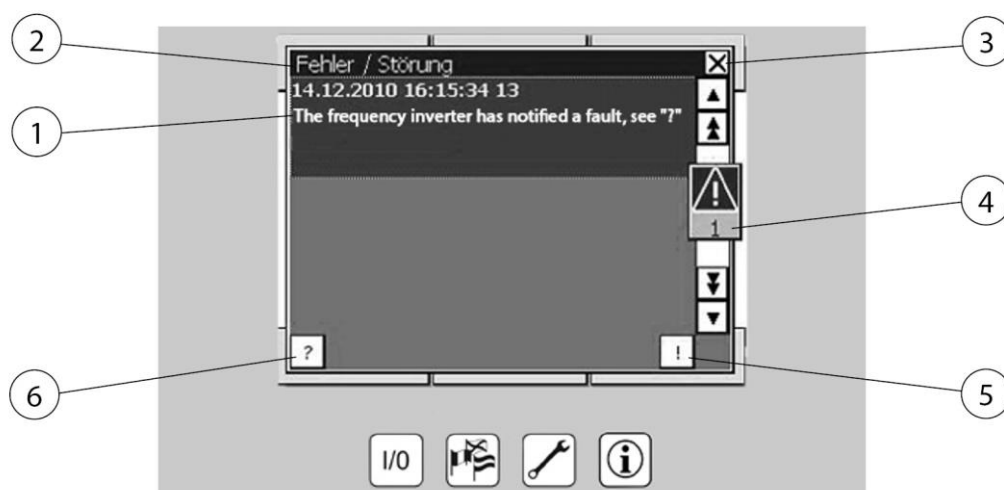 2
3
Fehler / Störung
14.12.2010 16:15:34 13
1
The frequency inverter has notified a fault, see "?"
4
1
?
!
6
5
I/0